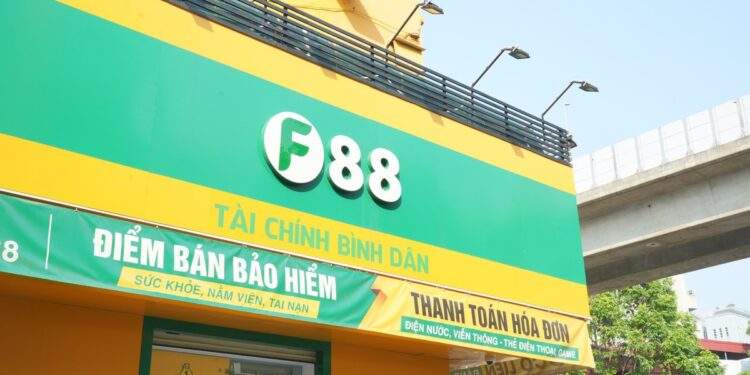 F88
TÀI CHÍNH BÌNH DÂN
8
ĐIỂM BÁN BẢO HIỂM
SỨC KHỎE, NẰM VIỆN, TAI NẠN
THANH TOÁN HÓA ĐƠN
ĐIỆN NƯỚC, VIỄN THÔNG - THẺ ĐIỆN THOẠI GAME